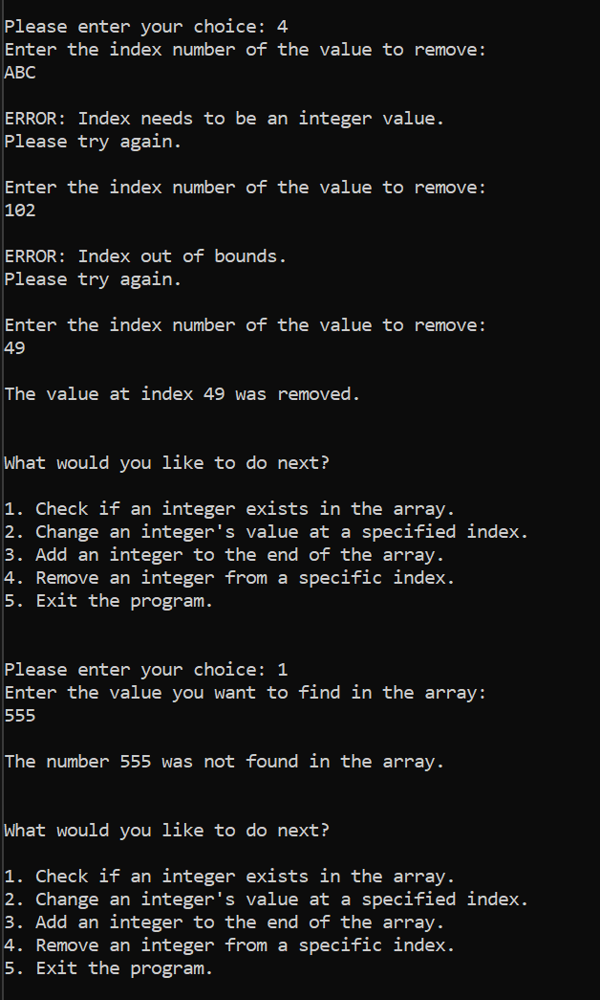 Please enter your choice: 4
Enter the index number of the value to remove:
ABC
ERROR: Index needs to be an integer value.
Please try again.
Enter the index number of the value to remove:
102
ERROR: Index out of bounds.
Please try again.
Enter the index number of the value to remove:
49
The value at index 49 was removed.
What would you like to do next?
1. Check if an integer exists in the array.
2. Change an integer's value at a specified index.
3. Add an integer to the end of the array.
4. Remove an integer from a specific index.
5. Exit the program.
Please enter your choice: 1
Enter the value you want to find in the array:
555
The number 555 was not found in the array.
What would you like to do next?
1. Check if an integer exists in the array.
2. Change an integer's value at a specified index.
3. Add an integer to the end of the array.
4. Remove an integer from a specific index.
5. Exit the program.